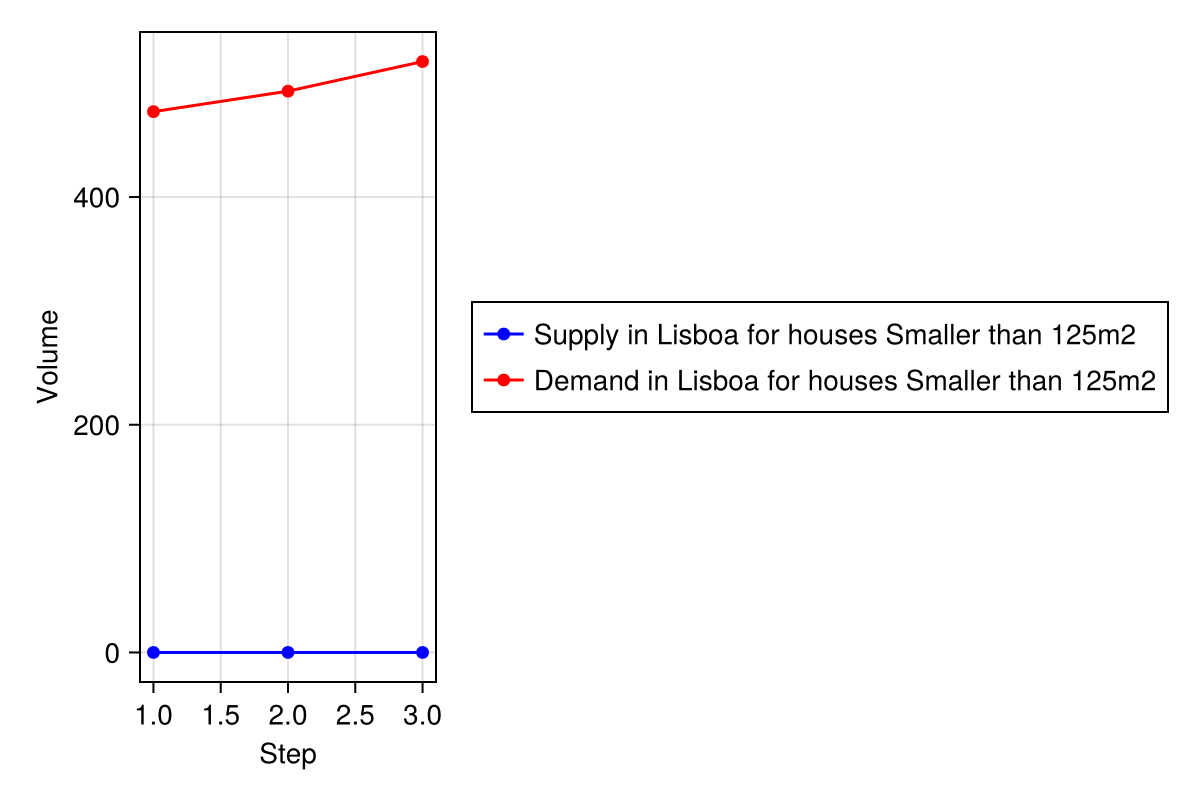 400
200
0
Volume
1.0 1.5 2.0 2.5 3.0
Step
Supply in Lisboa for houses Smaller than 125m2
Demand in Lisboa for houses Smaller than 125m2